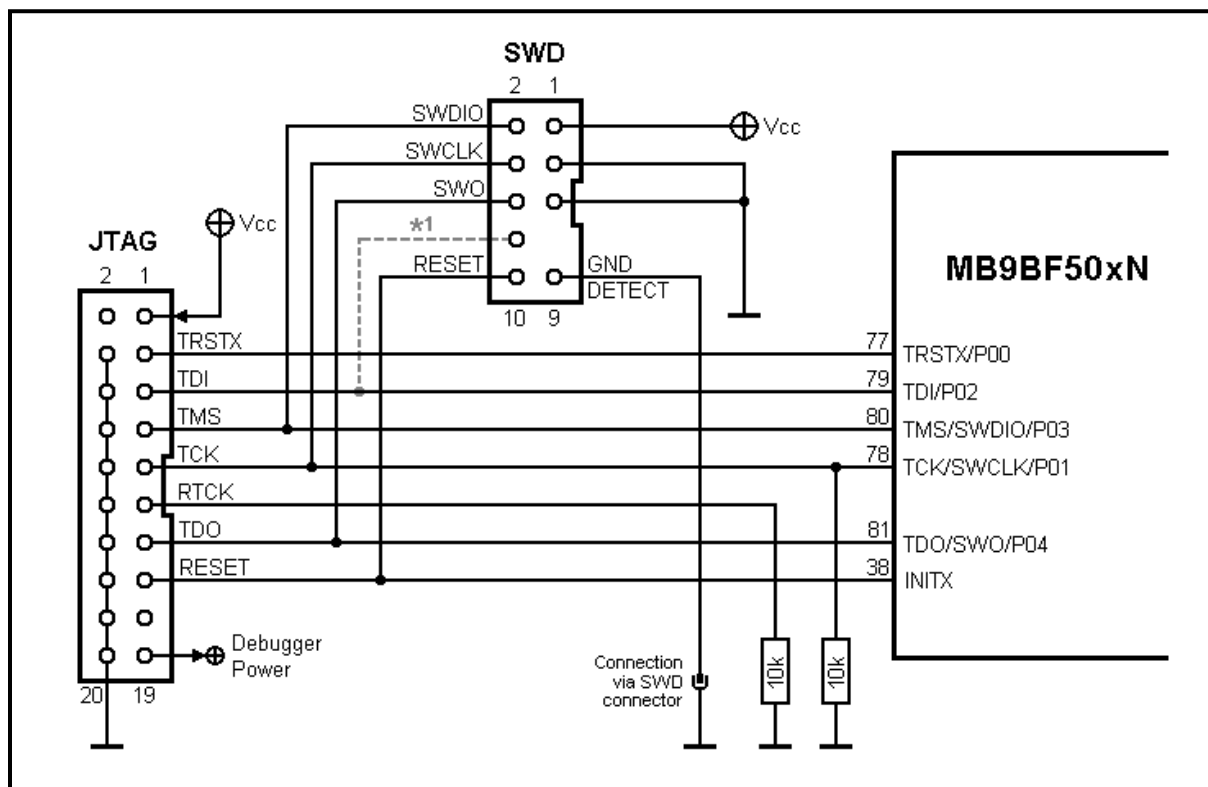 SWD
2 1
SWDIO
Vcc
SWCLK
SWO
*1
RESET
GND
DETECT
10 9
Vcc
JTAG
2 1
TRSTX
TDI
TMS
TCK
RTCK
TDO
RESET
Debugger
Power
20 19
Connection
via SWD
connector
10k
10k
MB9BF50xN
77 TRSTX/P00
79 TDI/P02
80 TMS/SWDIO/P03
78 TCK/SWCLK/P01
81 TDO/SWO/P04
38 INITX